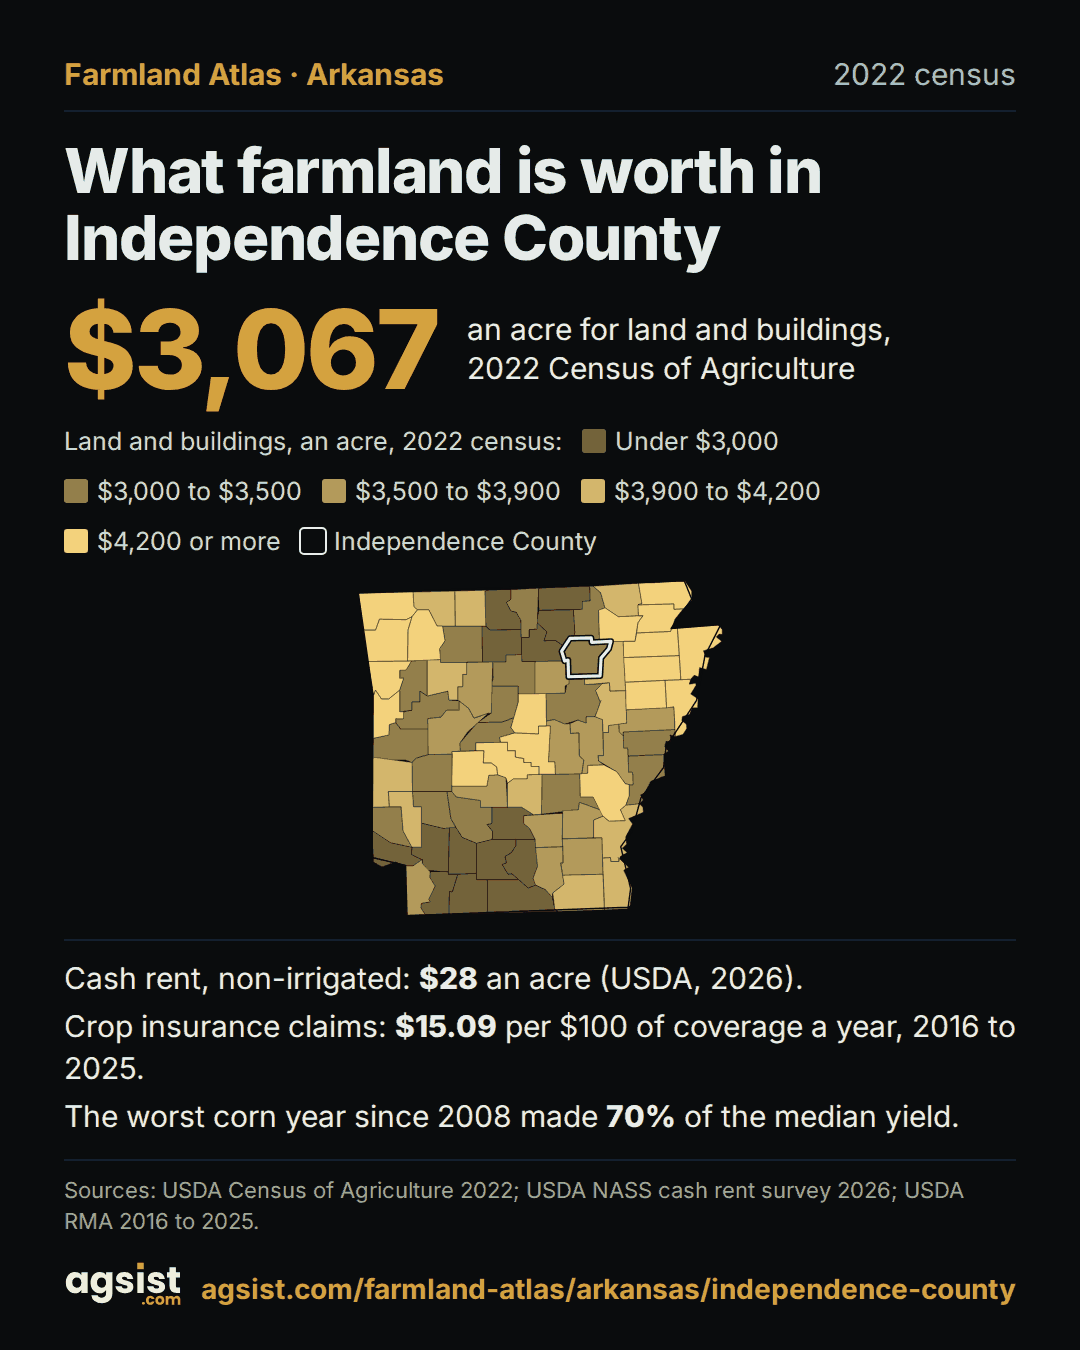 Farmland Atlas · Arkansas
2022 census
What farmland is worth in
Independence County
$3,067
an acre for land and buildings,
2022 Census of Agriculture
Land and buildings, an acre, 2022 census: Under $3,000
$3,000 to $3,500 $3,500 to $3,900 $3,900 to $4,200
$4,200 or more Independence County
Cash rent, non-irrigated: $28 an acre (USDA, 2026).
Crop insurance claims: $15.09 per $100 of coverage a year, 2016 to
2025.
The worst corn year since 2008 made 70% of the median yield.
Sources: USDA Census of Agriculture 2022; USDA NASS cash rent survey 2026; USDA
RMA 2016 to 2025.
agsist
.com
agsist.com/farmland-atlas/arkansas/independence-county